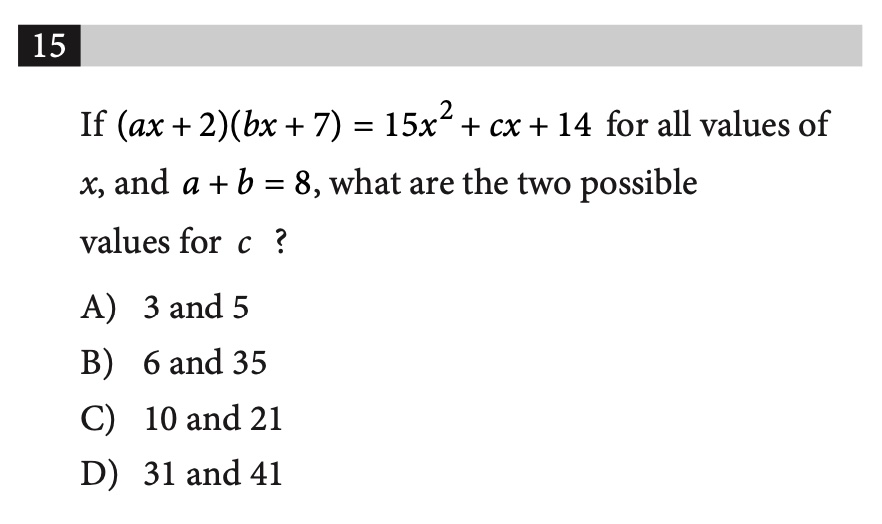 15
If (ax + 2)(bx + 7) = 15x² + cx + 14 for all values of
x, and a + b = 8, what are the two possible
values for c ?
A) 3 and 5
B) 6 and 35
C) 10 and 21
D) 31 and 41